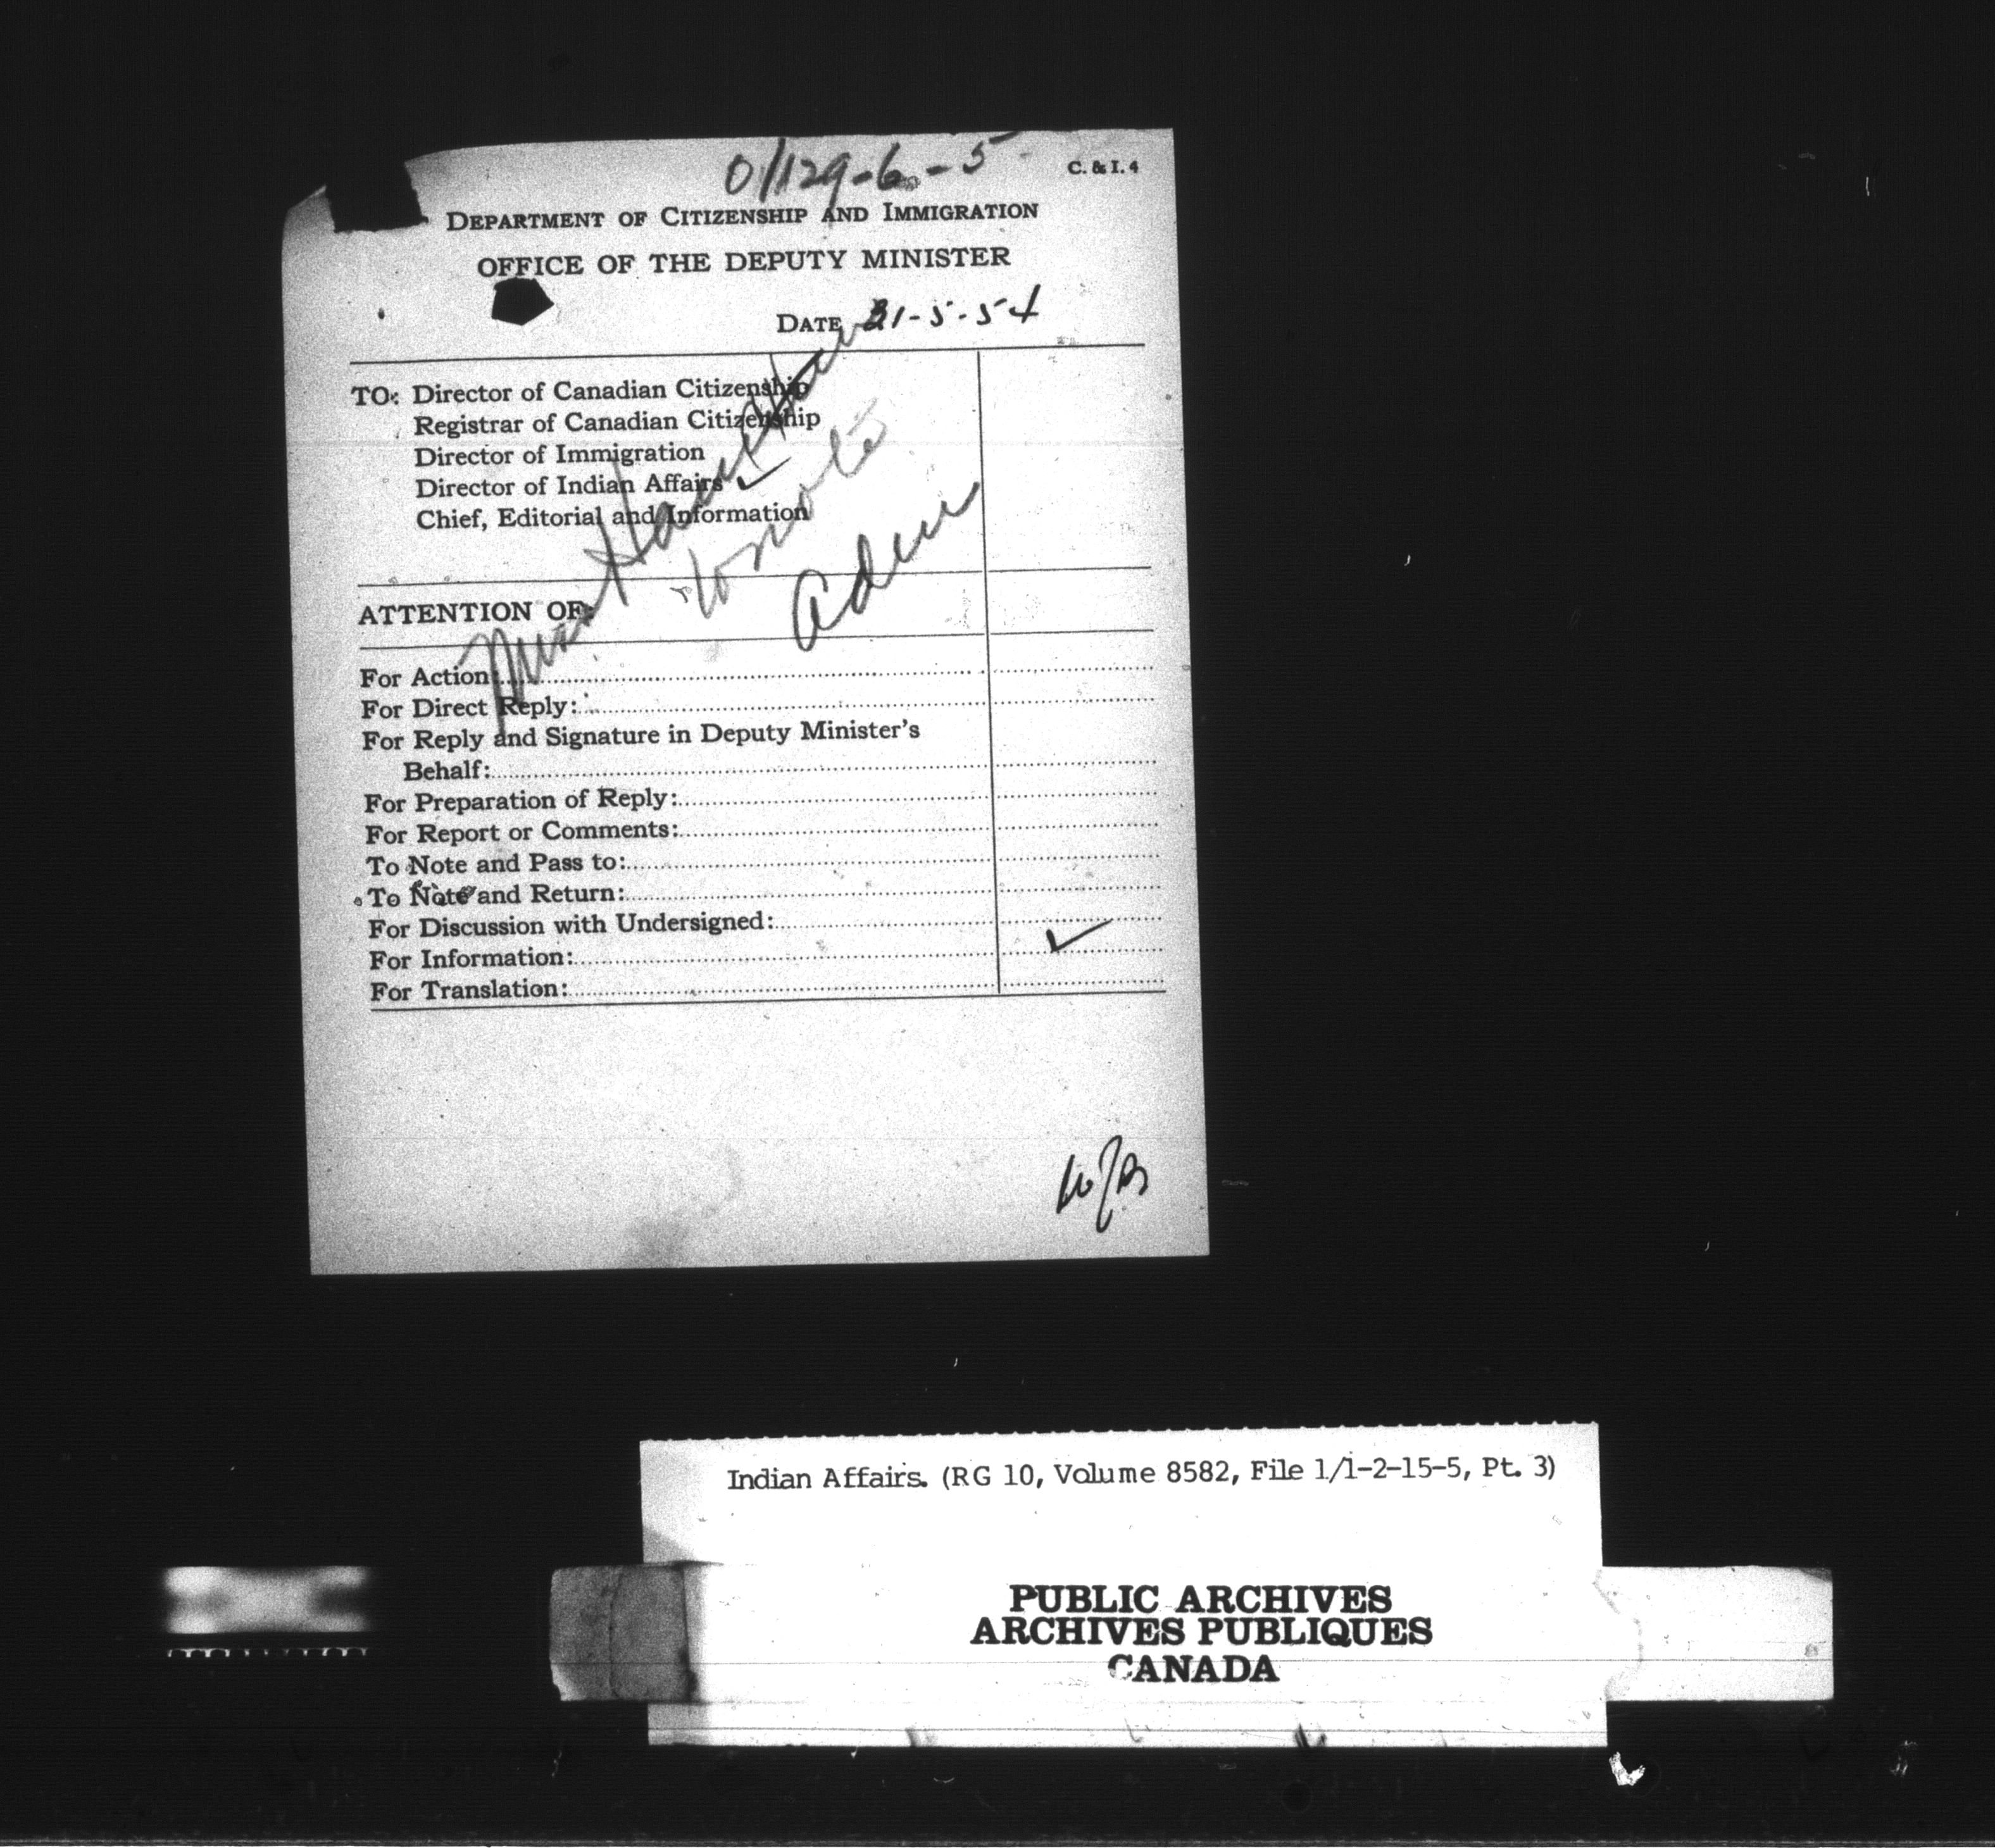 0/129-6-5
C. & I. 4
DEPARTMENT OF CITIZENSHIP AND IMMIGRATION
OFFICE OF THE DEPUTY MINISTER
DATE 21-5-54
TO: Director of Canadian Citizenship
Registrar of Canadian Citizenship
Director of Immigration
Director of Indian Affairs ✓
Chief, Editorial and Information
to note
ATTENTION OF:
For Action:
For Direct Reply:
For Reply and Signature in Deputy Minister's
Behalf:
For Preparation of Reply:
For Report or Comments:
To Note and Pass to:
To Note and Return:
For Discussion with Undersigned:
For Information: ✓
For Translation:
Indian Affairs. (RG 10, Volume 8582, File 1/1-2-15-5, Pt. 3)
PUBLIC ARCHIVES
ARCHIVES PUBLIQUES
CANADA